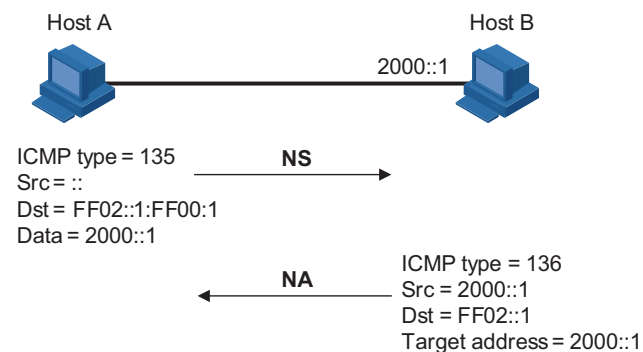 Host A
Host B
2000::1
ICMP type = 135
Src = ::
Dst = FF02::1:FF00:1
Data = 2000::1
NS
NA
ICMP type = 136
Src = 2000::1
Dst = FF02::1
Target address = 2000::1